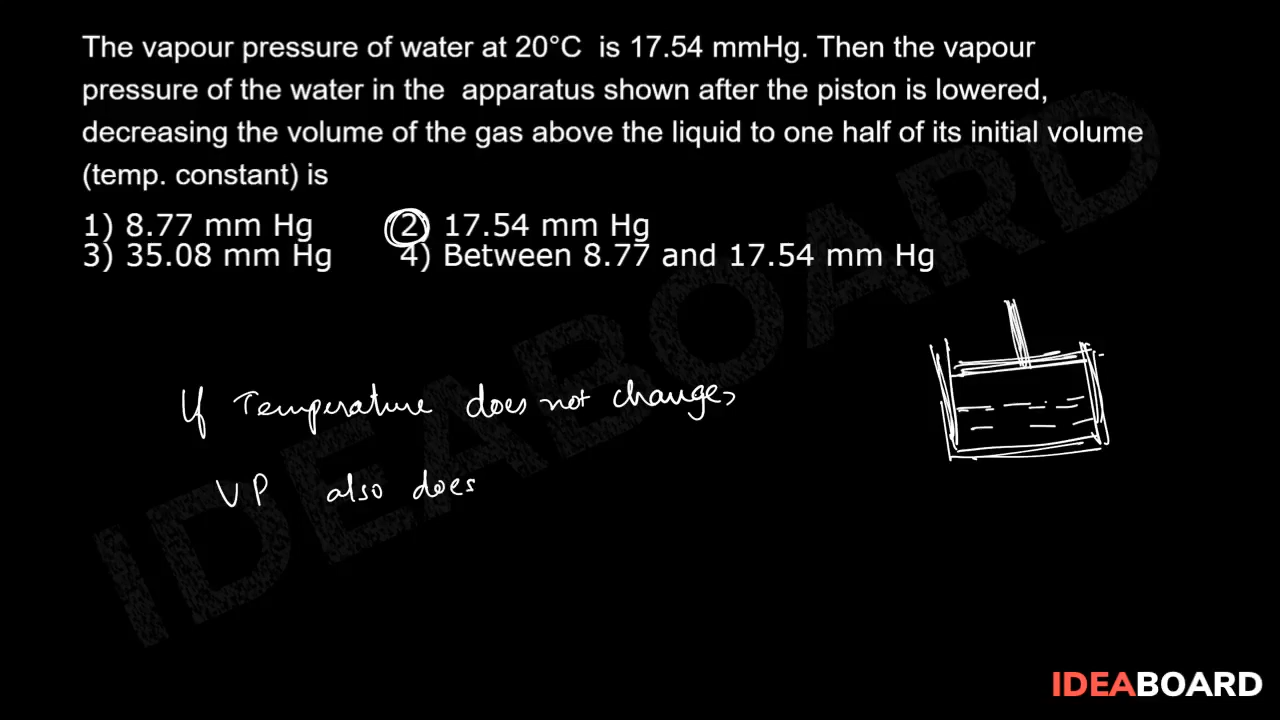 The vapour pressure of water at 20°C is 17.54 mmHg. Then the vapour
pressure of the water in the apparatus shown after the piston is lowered,
decreasing the volume of the gas above the liquid to one half of its initial volume
(temp. constant) is
1) 8.77 mm Hg 2) 17.54 mm Hg
3) 35.08 mm Hg 4) Between 8.77 and 17.54 mm Hg
If Temperature does not change,
VP also does
IDEABOARD
IDEABOARD